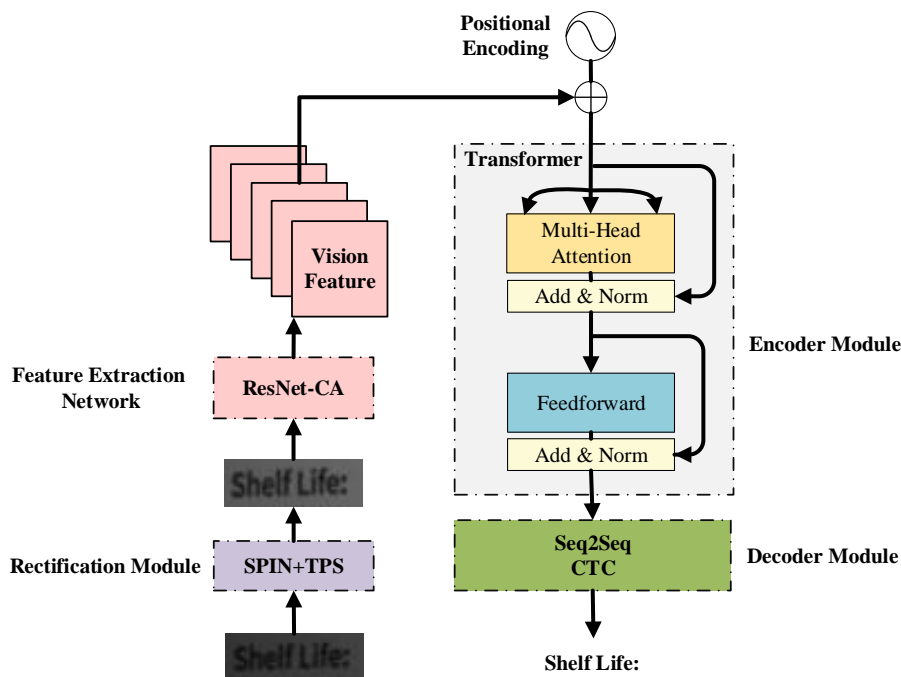 Positional
Encoding
Transformer
Multi-Head
Attention
Add & Norm
Vision
Feature
Encoder Module
Feature Extraction
Network
ResNet-CA
Feedforward
Add & Norm
Shelf Life:
Rectification Module
SPIN+TPS
Seq2Seq
CTC
Decoder Module
Shelf Life:
Shelf Life: